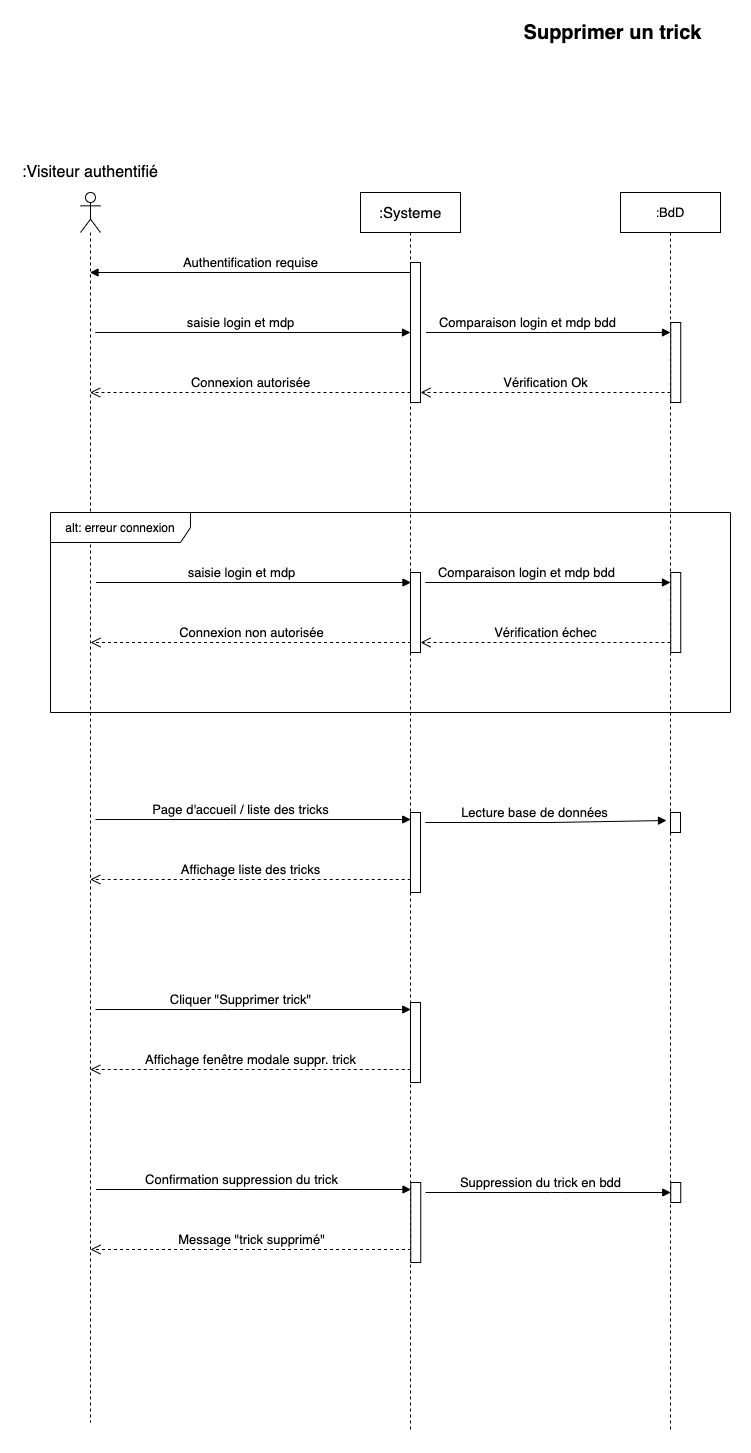 Supprimer un trick
:Visiteur authentifié
:Systeme
:BdD
Authentification requise
saisie login et mdp
Comparaison login et mdp bdd
Connexion autorisée
Vérification Ok
alt: erreur connexion
saisie login et mdp
Comparaison login et mdp bdd
Connexion non autorisée
Vérification échec
Page d'accueil / liste des tricks
Lecture base de données
Affichage liste des tricks
Cliquer "Supprimer trick"
Affichage fenêtre modale suppr. trick
Confirmation suppression du trick
Suppression du trick en bdd
Message "trick supprimé"